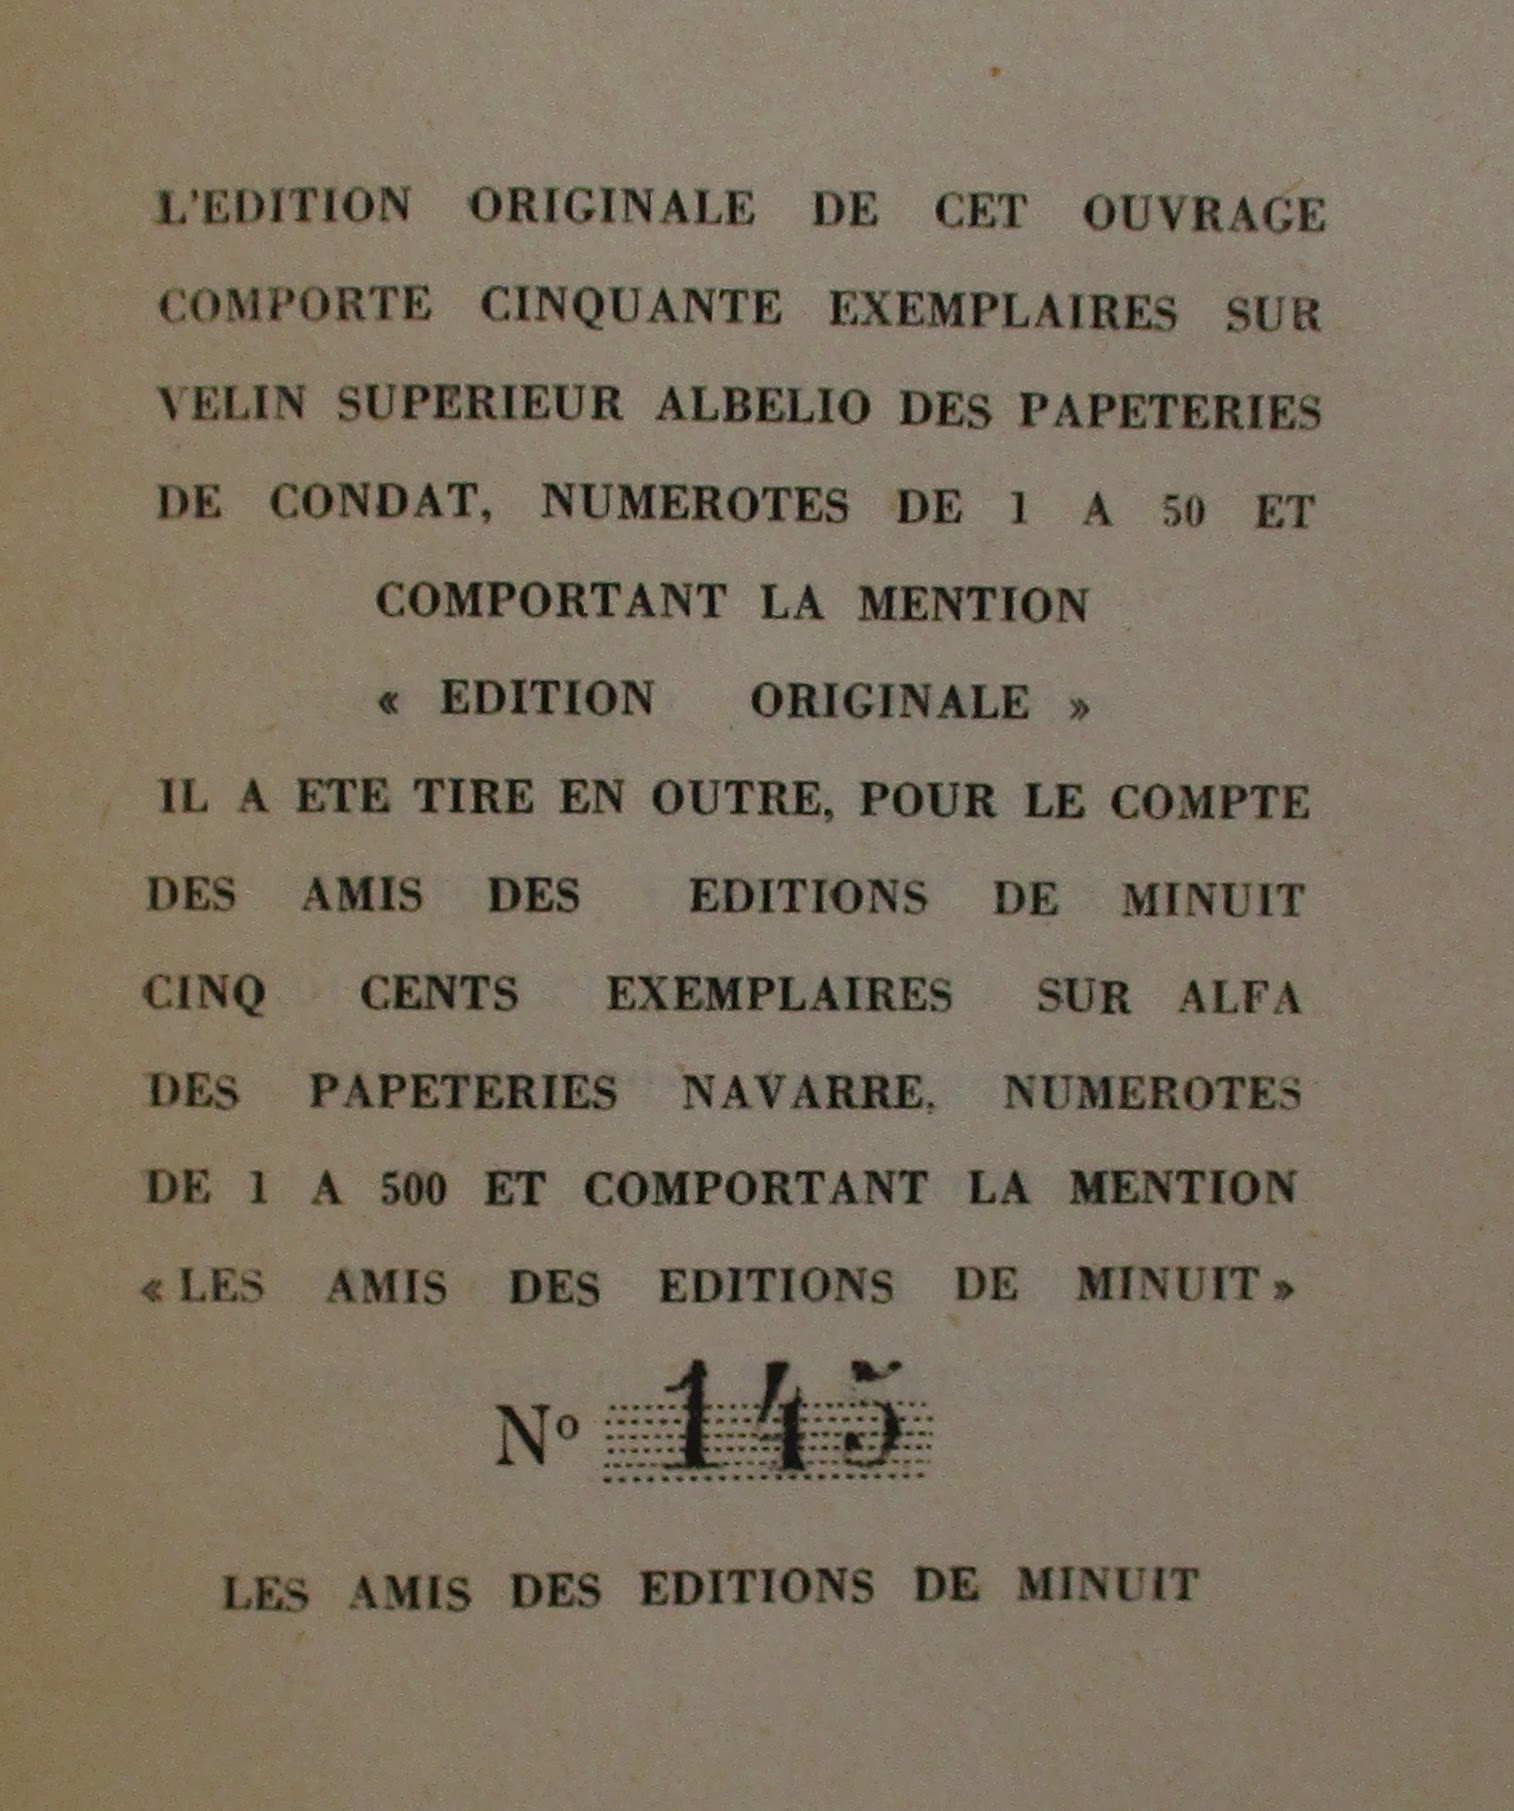 L'EDITION ORIGINALE DE CET OUVRAGE
COMPORTE CINQUANTE EXEMPLAIRES SUR
VELIN SUPERIEUR ALBELIO DES PAPETERIES
DE CONDAT, NUMEROTES DE 1 A 50 ET
COMPORTANT LA MENTION
« EDITION ORIGINALE »
IL A ETE TIRE EN OUTRE, POUR LE COMPTE
DES AMIS DES EDITIONS DE MINUIT
CINQ CENTS EXEMPLAIRES SUR ALFA
DES PAPETERIES NAVARRE, NUMEROTES
DE 1 A 500 ET COMPORTANT LA MENTION
« LES AMIS DES EDITIONS DE MINUIT »
Nº 145
LES AMIS DES EDITIONS DE MINUIT